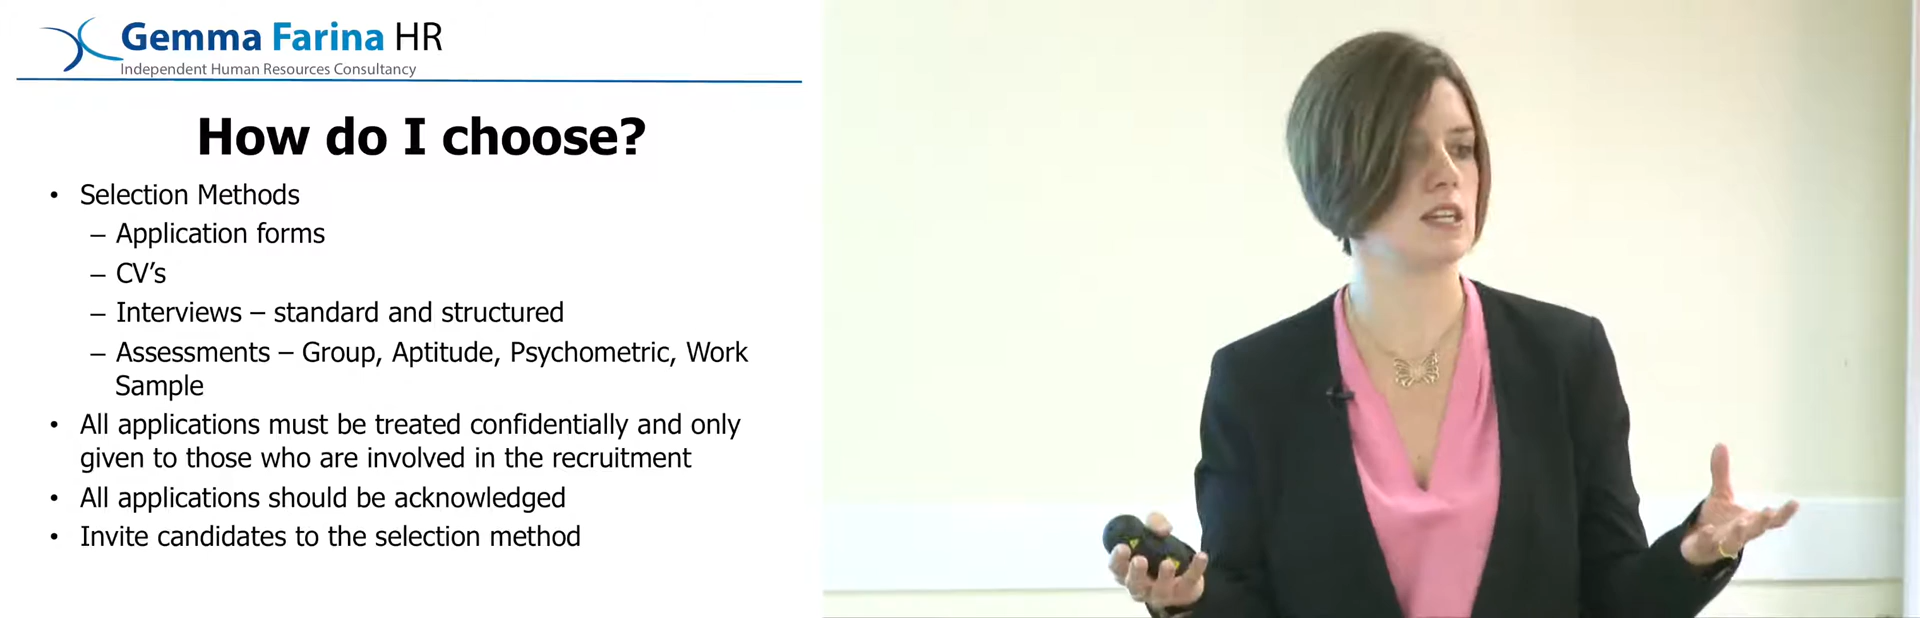 Gemma Farina HR
Independent Human Resources Consultancy
How do I choose?
• Selection Methods
– Application forms
– CV’s
– Interviews – standard and structured
– Assessments – Group, Aptitude, Psychometric, Work
Sample
• All applications must be treated confidentially and only
given to those who are involved in the recruitment
• All applications should be acknowledged
• Invite candidates to the selection method